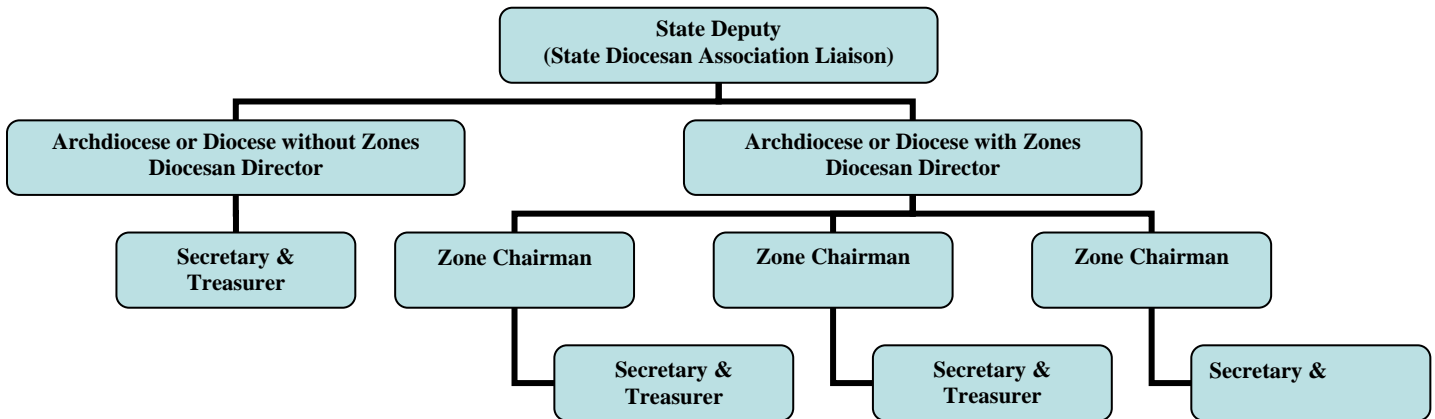 State Deputy
(State Diocesan Association Liaison)
Archdiocese or Diocese without Zones
Diocesan Director
Archdiocese or Diocese with Zones
Diocesan Director
Secretary &
Treasurer
Zone Chairman
Zone Chairman
Zone Chairman
Secretary &
Treasurer
Secretary &
Treasurer
Secretary &